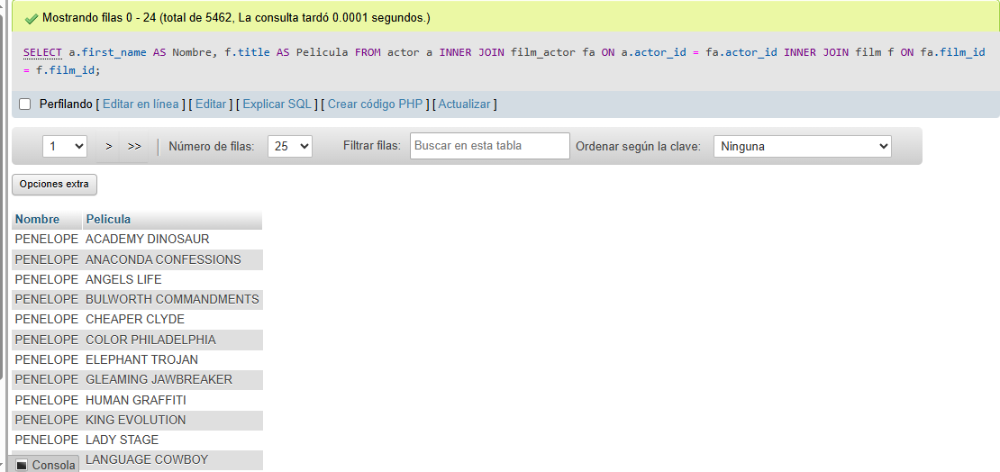 Mostrando filas 0 - 24 (total de 5462, La consulta tardó 0.0001 segundos.)
SELECT a.first_name AS Nombre, f.title AS Pelicula FROM actor a INNER JOIN film_actor fa ON a.actor_id = fa.actor_id INNER JOIN film f ON fa.film_id
= f.film_id;
Perfilando [ Editar en línea ] [ Editar ] [ Explicar SQL ] [ Crear código PHP ] [ Actualizar ]
1 > >> | Número de filas: 25 Filtrar filas: Buscar en esta tabla Ordenar según la clave: Ninguna
Opciones extra
Nombre Pelicula
PENELOPE ACADEMY DINOSAUR
PENELOPE ANACONDA CONFESSIONS
PENELOPE ANGELS LIFE
PENELOPE BULWORTH COMMANDMENTS
PENELOPE CHEAPER CLYDE
PENELOPE COLOR PHILADELPHIA
PENELOPE ELEPHANT TROJAN
PENELOPE GLEAMING JAWBREAKER
PENELOPE HUMAN GRAFFITI
PENELOPE KING EVOLUTION
PENELOPE LADY STAGE
LANGUAGE COWBOY
Consola